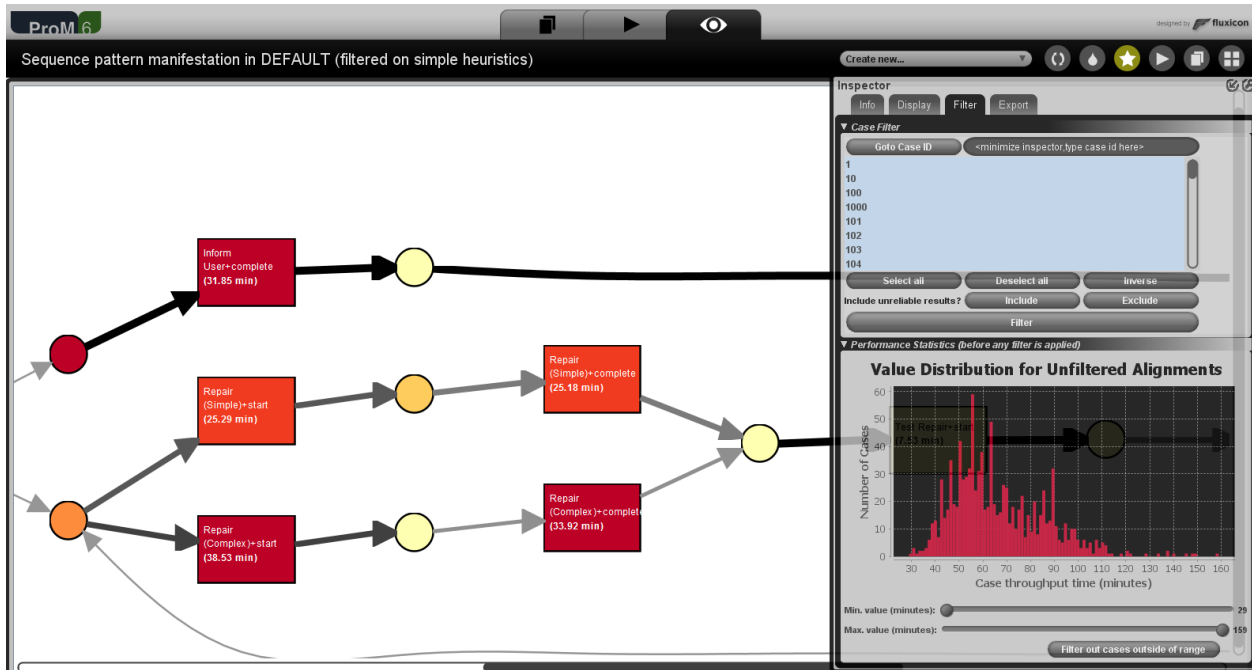 ProM 6
designed by fluxicon
Sequence pattern manifestation in DEFAULT (filtered on simple heuristics)
Create new...
Inspector
Info Display Filter Export
Case Filter
Goto Case ID <minimize inspector,type case id here>
1
10
100
1000
101
102
103
104
Select all Deselect all Inverse
Include unreliable results? Include Exclude
Filter
Performance Statistics (before any filter is applied)
Value Distribution for Unfiltered Alignments
Number of Cases
60
50
40
30
20
10
0
30 40 50 60 70 80 90 100 110 120 130 140 150 160
Case throughput time (minutes)
Min. value (minutes): 29
Max. value (minutes): 159
Filter out cases outside of range
Inform
User+complete
(31.85 min)
Repair
(Simple)+start
(25.29 min)
Repair
(Simple)+complete
(25.18 min)
Repair
(Complex)+start
(38.53 min)
Repair
(Complex)+complete
(33.92 min)
Test Repair+start
(7.53 min)